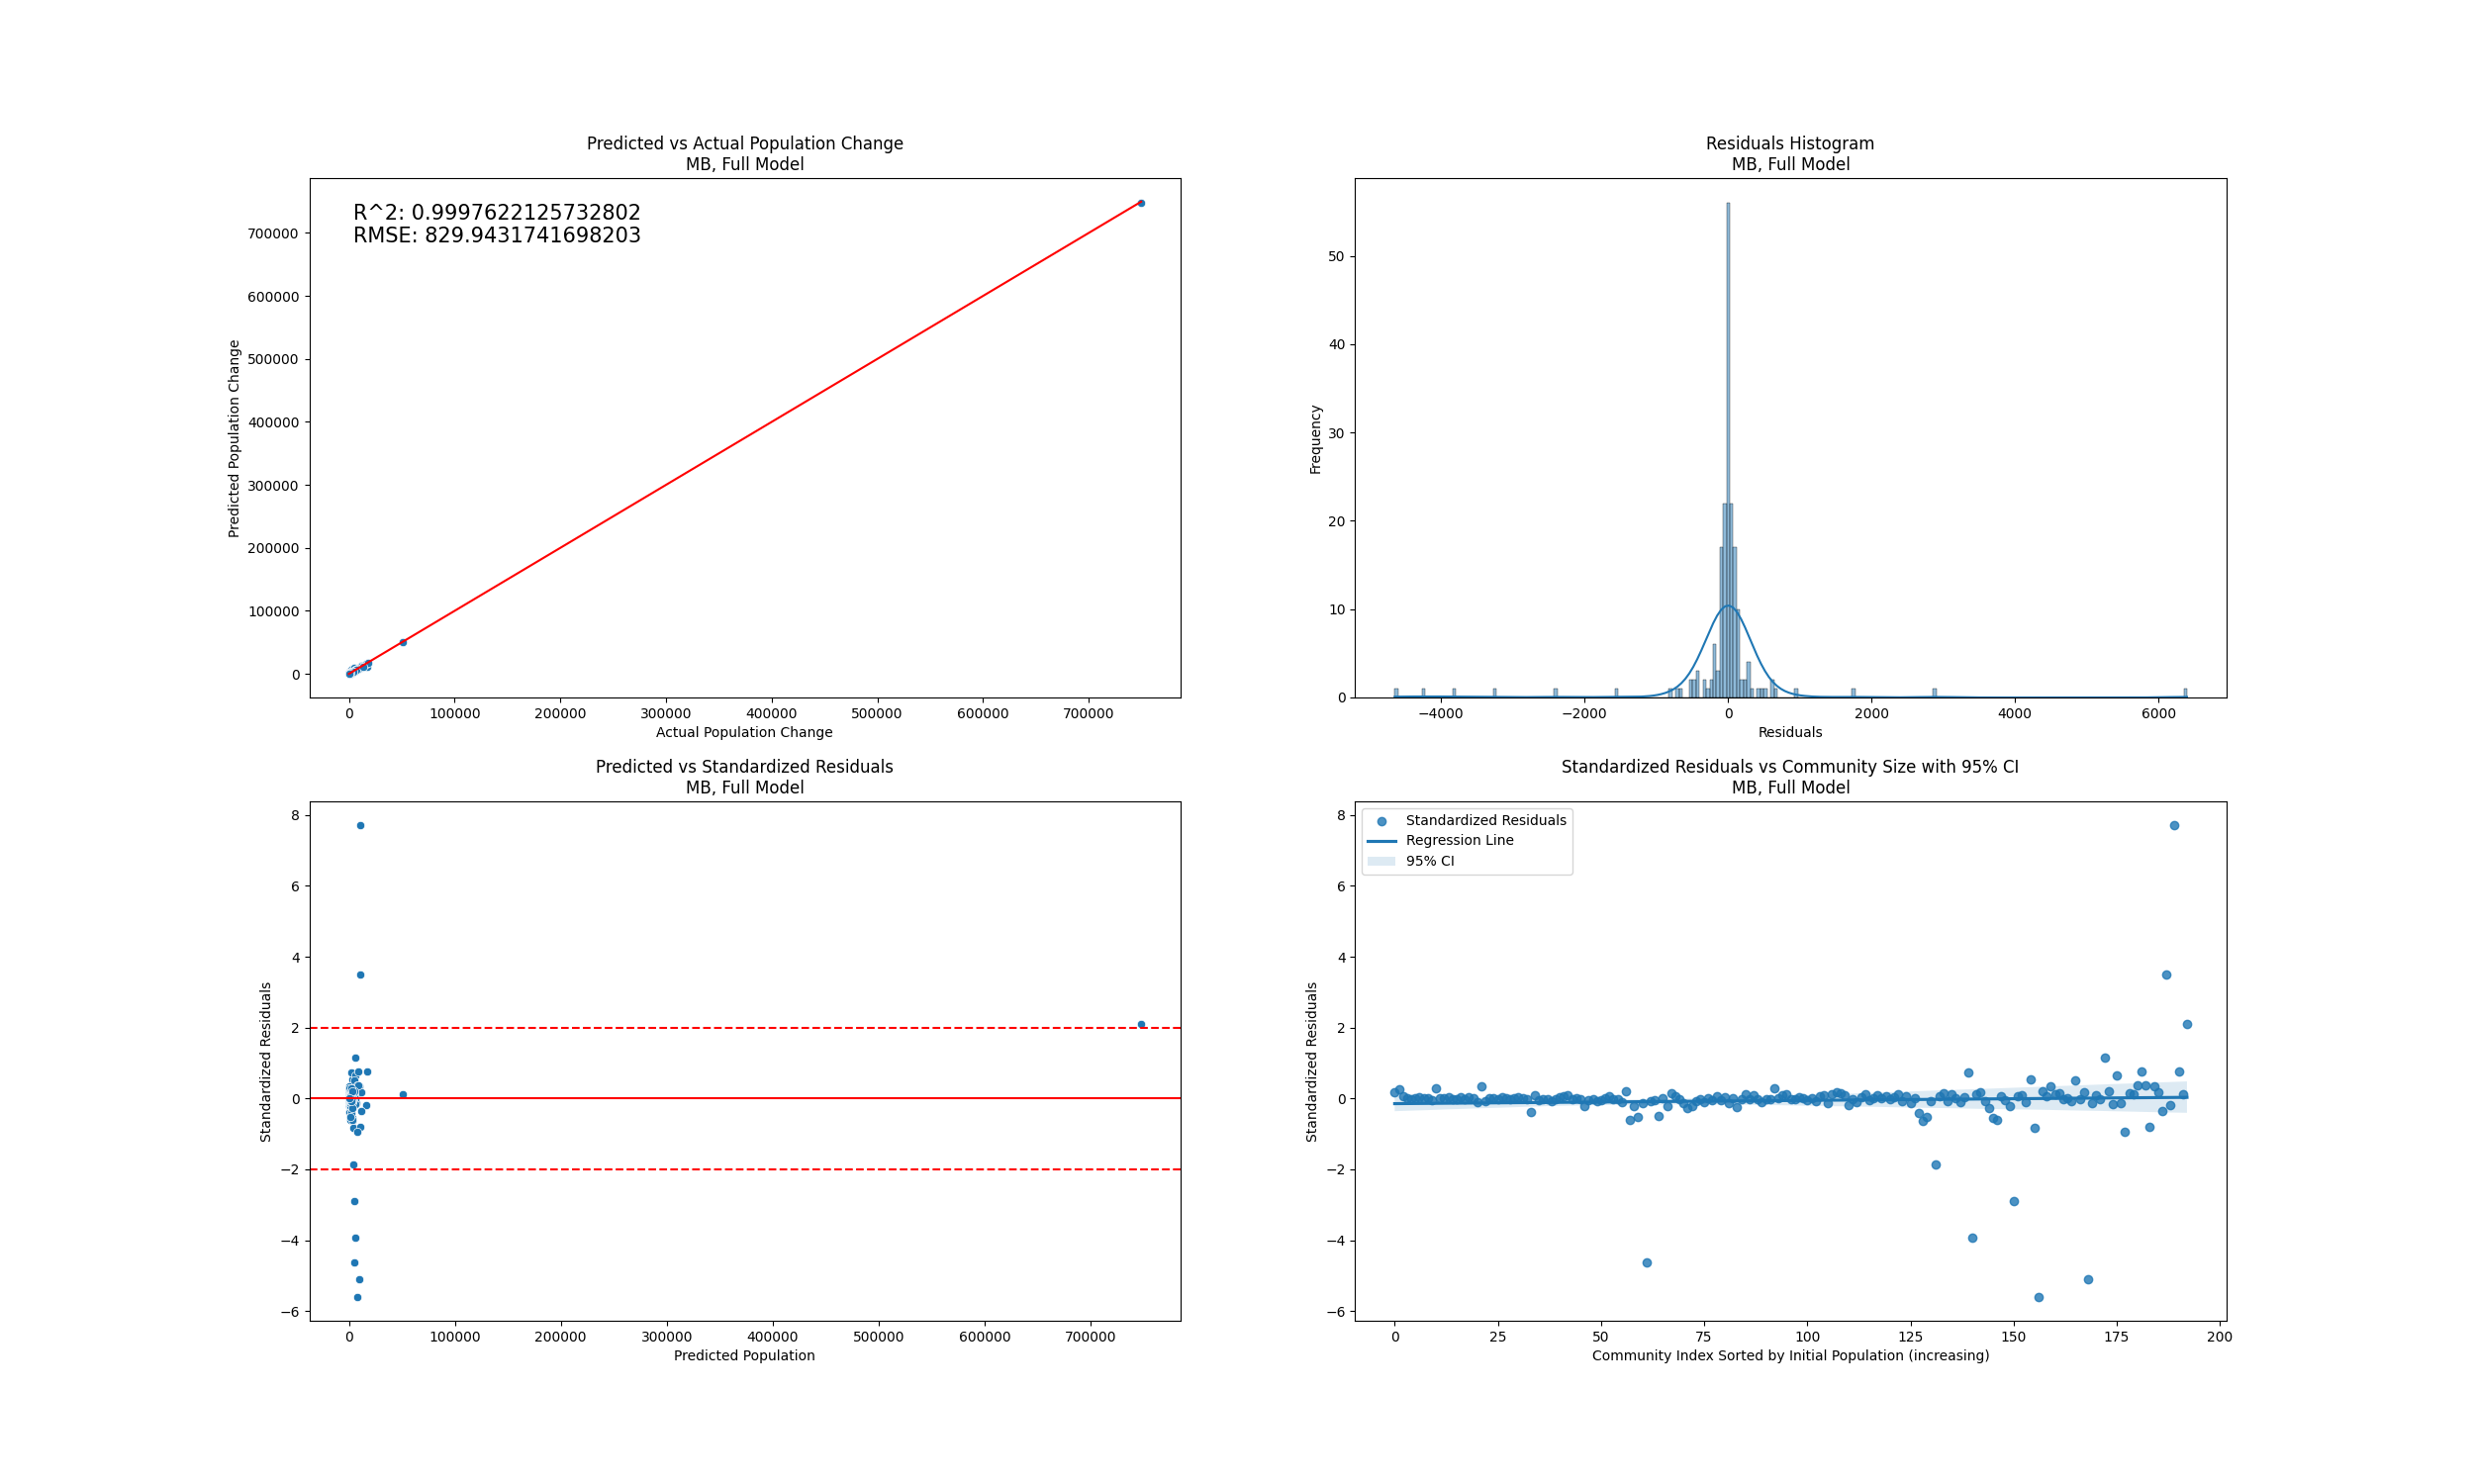 Predicted vs Actual Population Change
MB, Full Model
R^2: 0.9997622125732802
RMSE: 829.9431741698203
Predicted Population Change
700000
600000
500000
400000
300000
200000
100000
0
0 100000 200000 300000 400000 500000 600000 700000
Actual Population Change
Residuals Histogram
MB, Full Model
Frequency
50
40
30
20
10
0
−4000 −2000 0 2000 4000 6000
Residuals
Predicted vs Standardized Residuals
MB, Full Model
Standardized Residuals
8
6
4
2
0
−2
−4
−6
0 100000 200000 300000 400000 500000 600000 700000
Predicted Population
Standardized Residuals vs Community Size with 95% CI
MB, Full Model
Standardized Residuals
Regression Line
95% CI
Standardized Residuals
8
6
4
2
0
−2
−4
−6
0 25 50 75 100 125 150 175 200
Community Index Sorted by Initial Population (increasing)